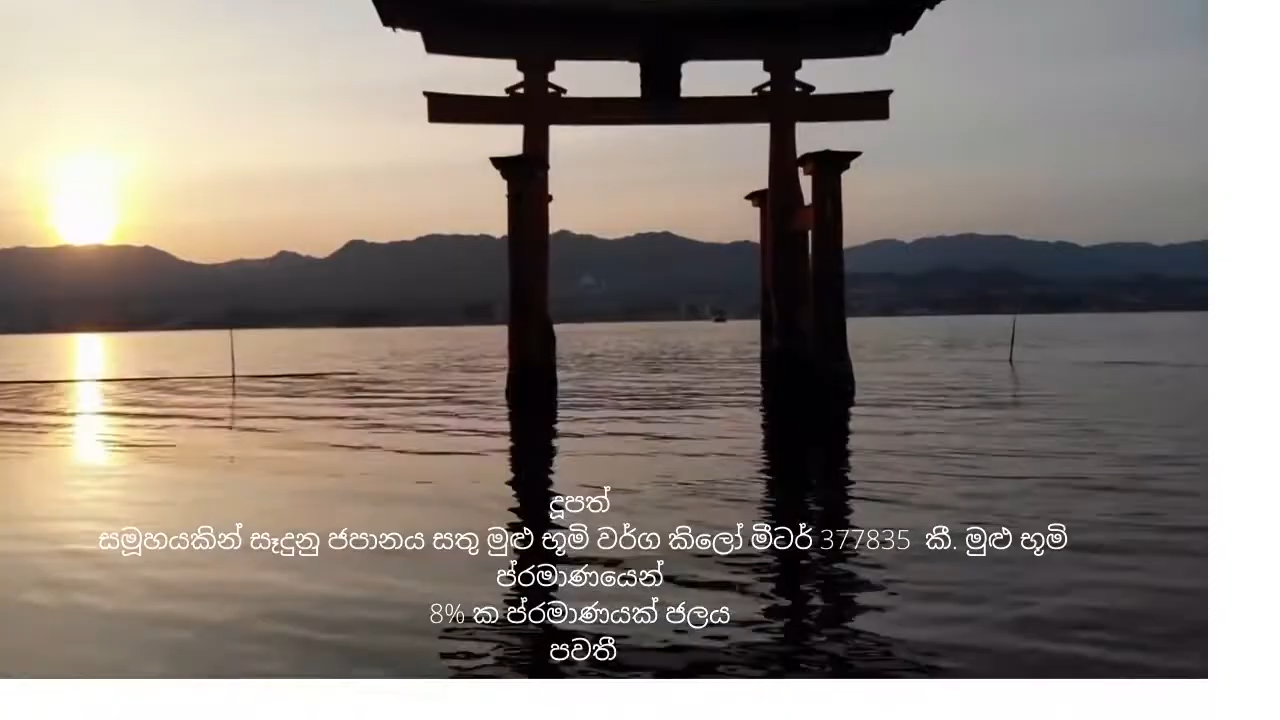 දූපත්
සමූහයකින් සෑදුනු ජපානය සතු මුළු භූමි වර්ග කිලෝ මීටර් 377835 කී. මුළු භූමි
ප්රමාණයෙන්
8% ක ප්රමාණයක් ජලය
පවතී